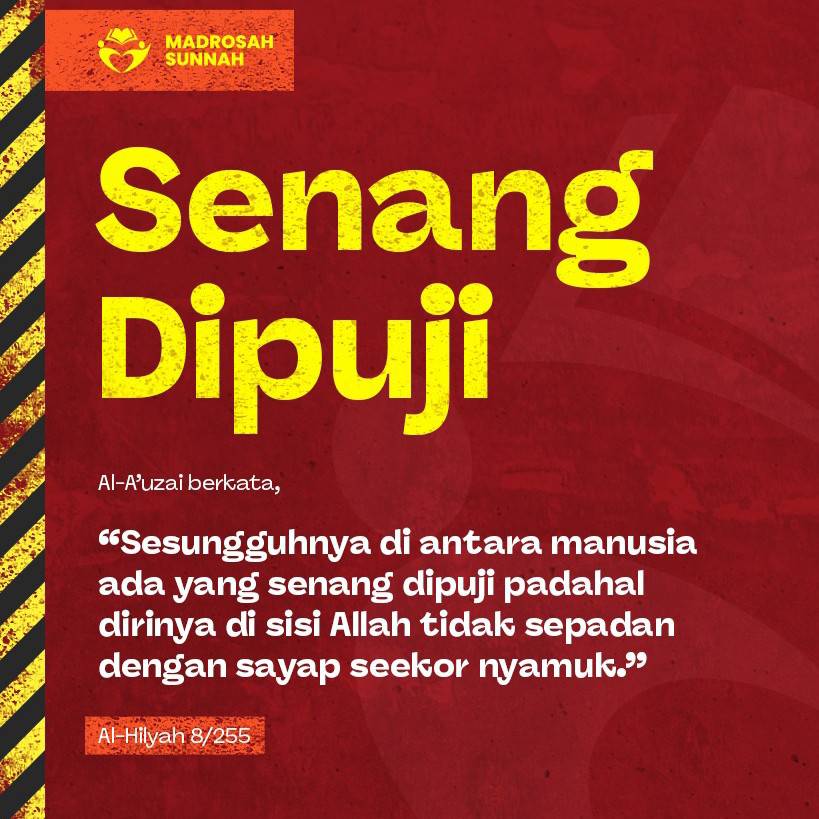 MADROSAH
SUNNAH
Senang
Dipuji
Al-A'uzai berkata,
“Sesungguhnya di antara manusia
ada yang senang dipuji padahal
dirinya di sisi Allah tidak sepadan
dengan sayap seekor nyamuk.”
Al-Hilyah 8/255